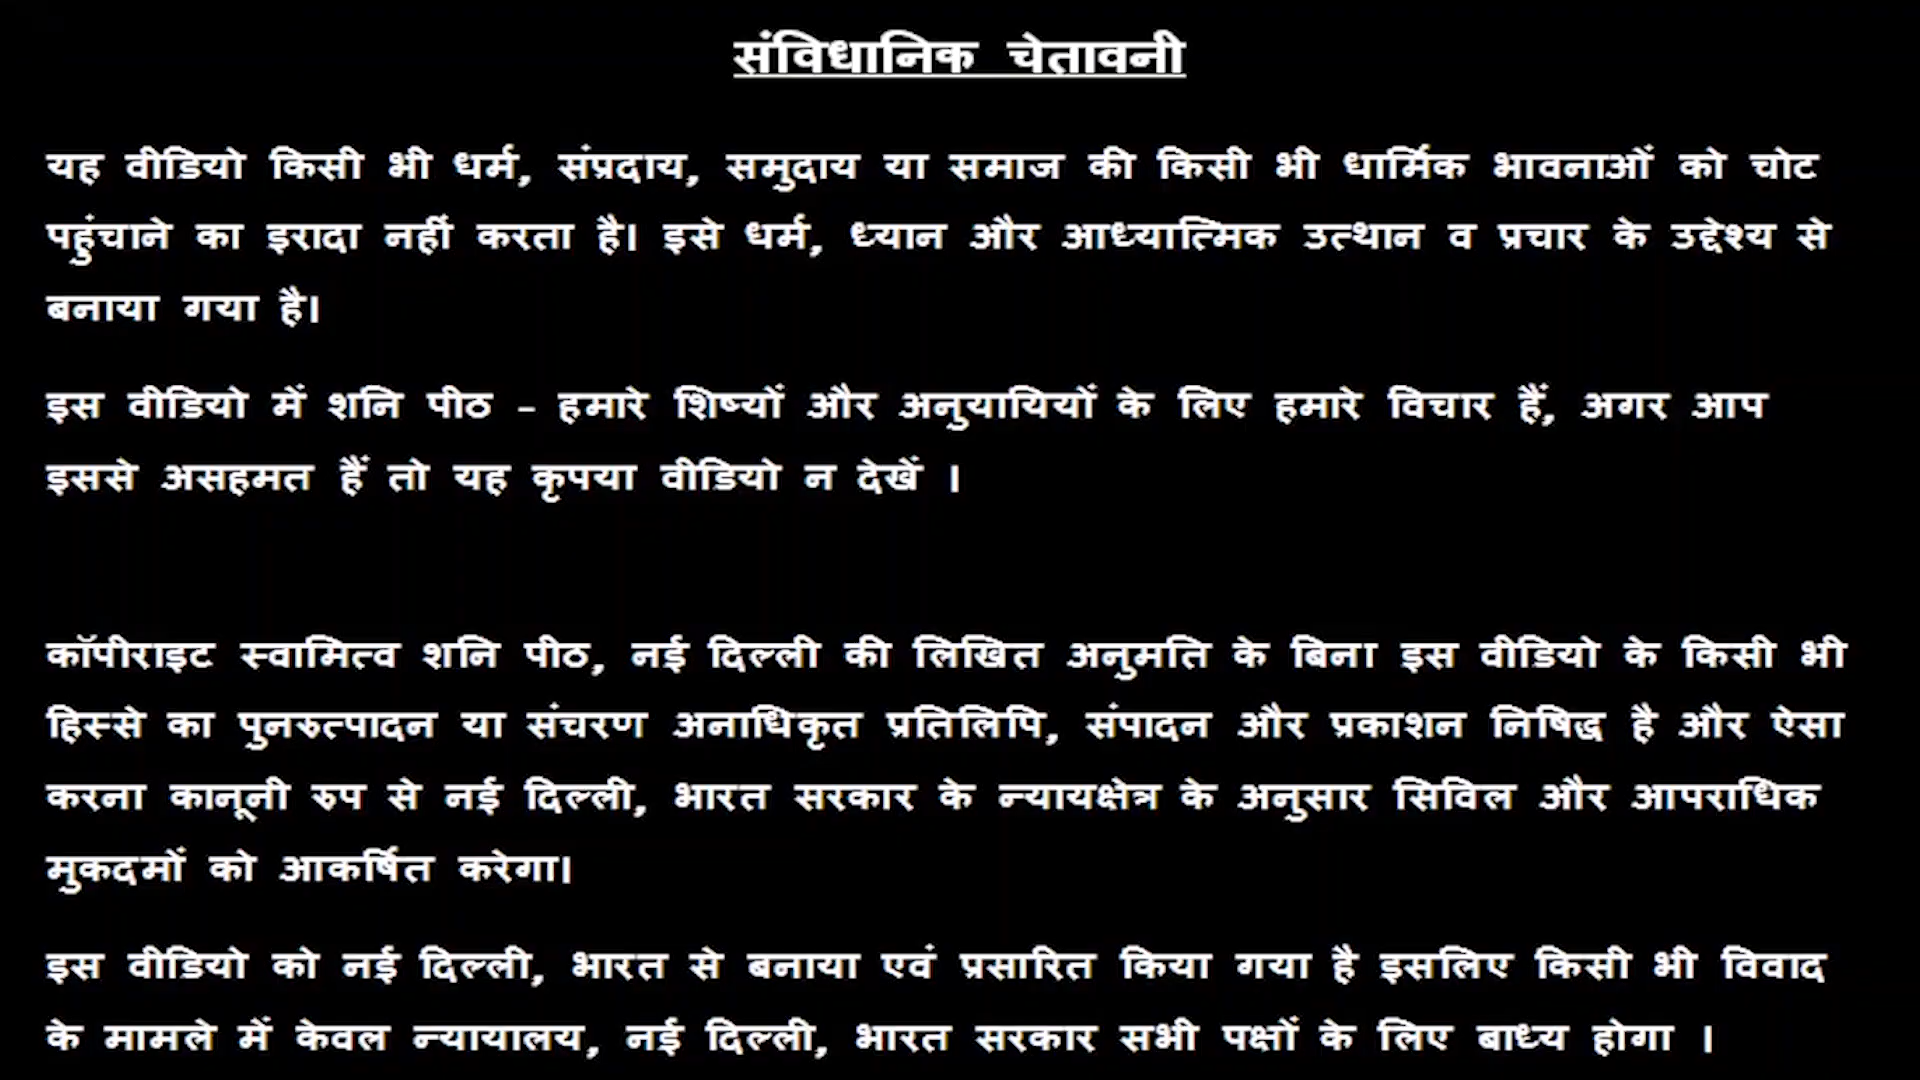 संविधानिक चेतावनी
यह वीडियो किसी भी धर्म, संप्रदाय, समुदाय या समाज की किसी भी धार्मिक भावनाओं को चोट
पहुंचाने का इरादा नहीं करता है। इसे धर्म, ध्यान और आध्यात्मिक उत्थान व प्रचार के उद्देश्य से
बनाया गया है।
इस वीडियो में शनि पीठ - हमारे शिष्यों और अनुयायियों के लिए हमारे विचार हैं, अगर आप
इससे असहमत हैं तो यह कृपया वीडियो न देखें ।
कॉपीराइट स्वामित्व शनि पीठ, नई दिल्ली की लिखित अनुमति के बिना इस वीडियो के किसी भी
हिस्से का पुनरुत्पादन या संचरण अनाधिकृत प्रतिलिपि, संपादन और प्रकाशन निषिद्ध है और ऐसा
करना कानूनी रुप से नई दिल्ली, भारत सरकार के न्यायक्षेत्र के अनुसार सिविल और आपराधिक
मुकदमों को आकर्षित करेगा।
इस वीडियो को नई दिल्ली, भारत से बनाया एवं प्रसारित किया गया है इसलिए किसी भी विवाद
के मामले में केवल न्यायालय, नई दिल्ली, भारत सरकार सभी पक्षों के लिए बाध्य होगा ।